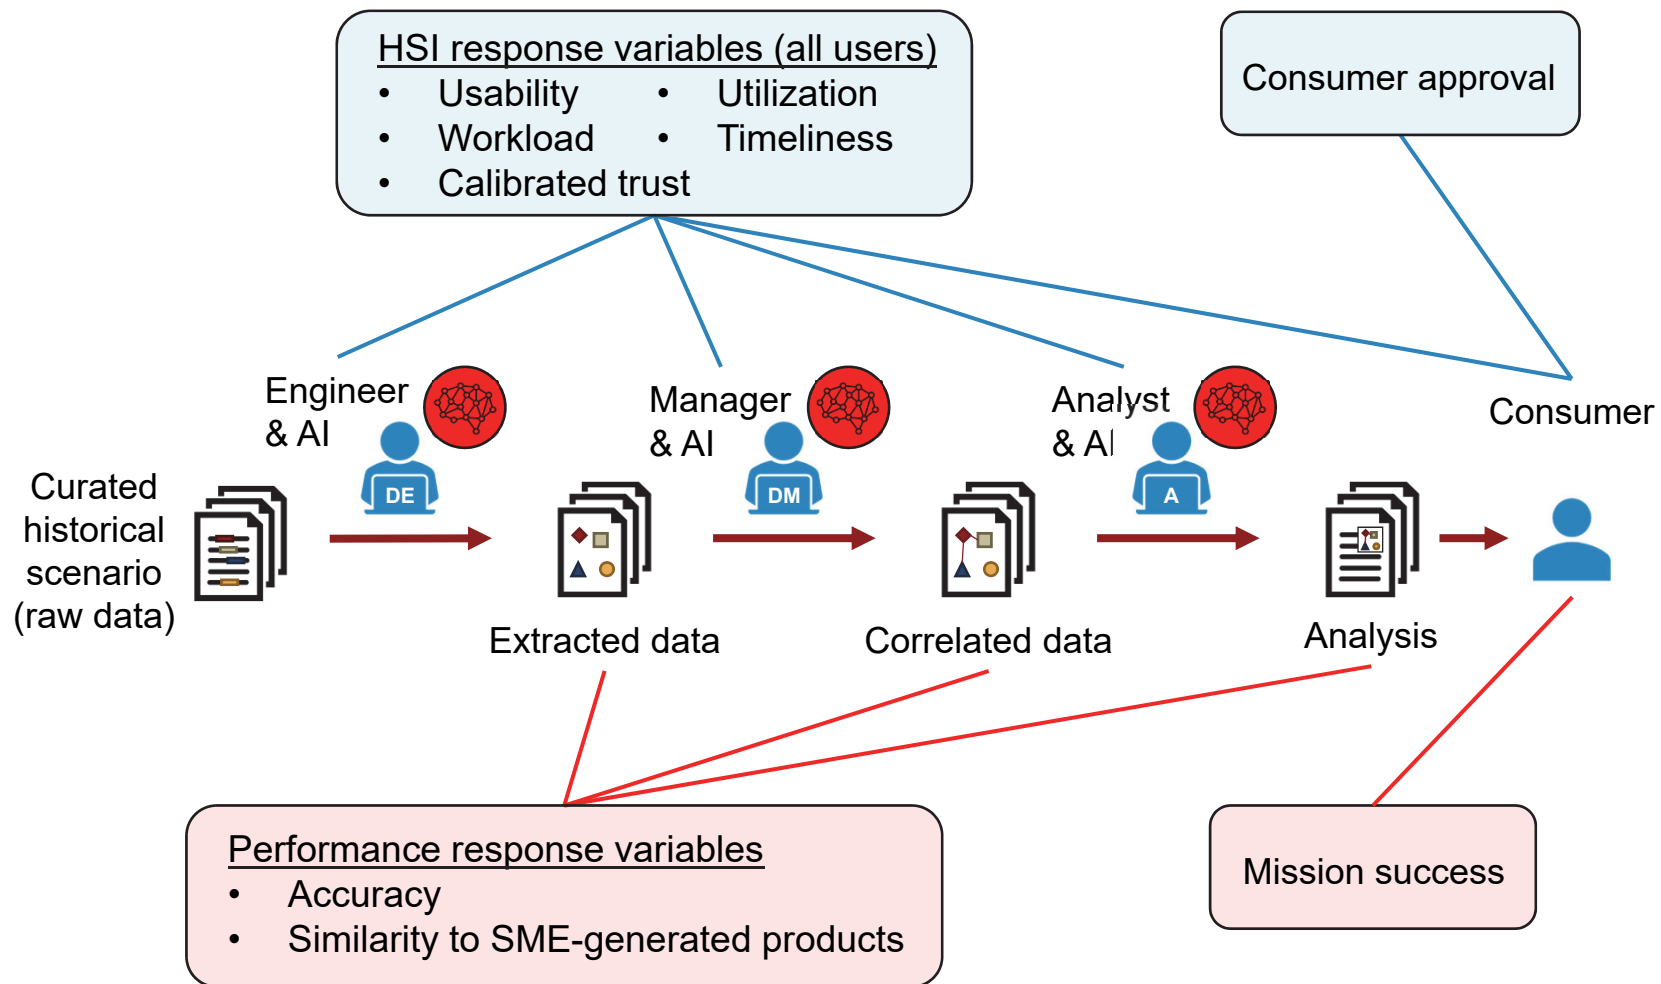 HSI response variables (all users)
• Usability
• Utilization
• Workload
• Timeliness
• Calibrated trust
Consumer approval
Engineer
& AI
Manager
& AI
Analyst
& AI
Consumer
DE
DM
A
Curated
historical
scenario
(raw data)
Extracted data
Correlated data
Analysis
Performance response variables
• Accuracy
• Similarity to SME-generated products
Mission success